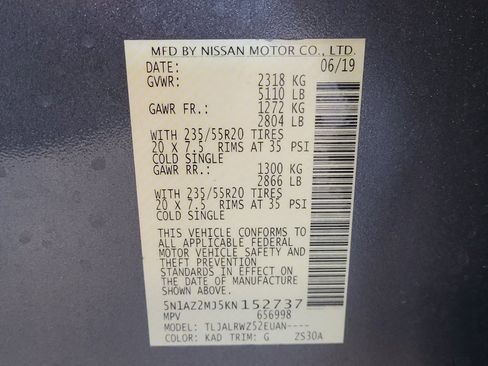 MFD BY NISSAN MOTOR CO., LTD.
DATE: 06/19
GVWR: 2318 KG
5110 LB
GAWR FR.: 1272 KG
2804 LB
WITH 235/55R20 TIRES
20 X 7.5 RIMS AT 35 PSI
COLD SINGLE
GAWR RR.: 1300 KG
2866 LB
WITH 235/55R20 TIRES
20 X 7.5 RIMS AT 35 PSI
COLD SINGLE
THIS VEHICLE CONFORMS TO
ALL APPLICABLE FEDERAL
MOTOR VEHICLE SAFETY AND
THEFT PREVENTION
STANDARDS IN EFFECT ON
THE DATE OF MANUFACTURE
SHOWN ABOVE.
5N1AZ2MJ5KN152737
MPV 656998
MODEL: TLJALRWZ52EUAN----
COLOR: KAD TRIM: G ZS30A